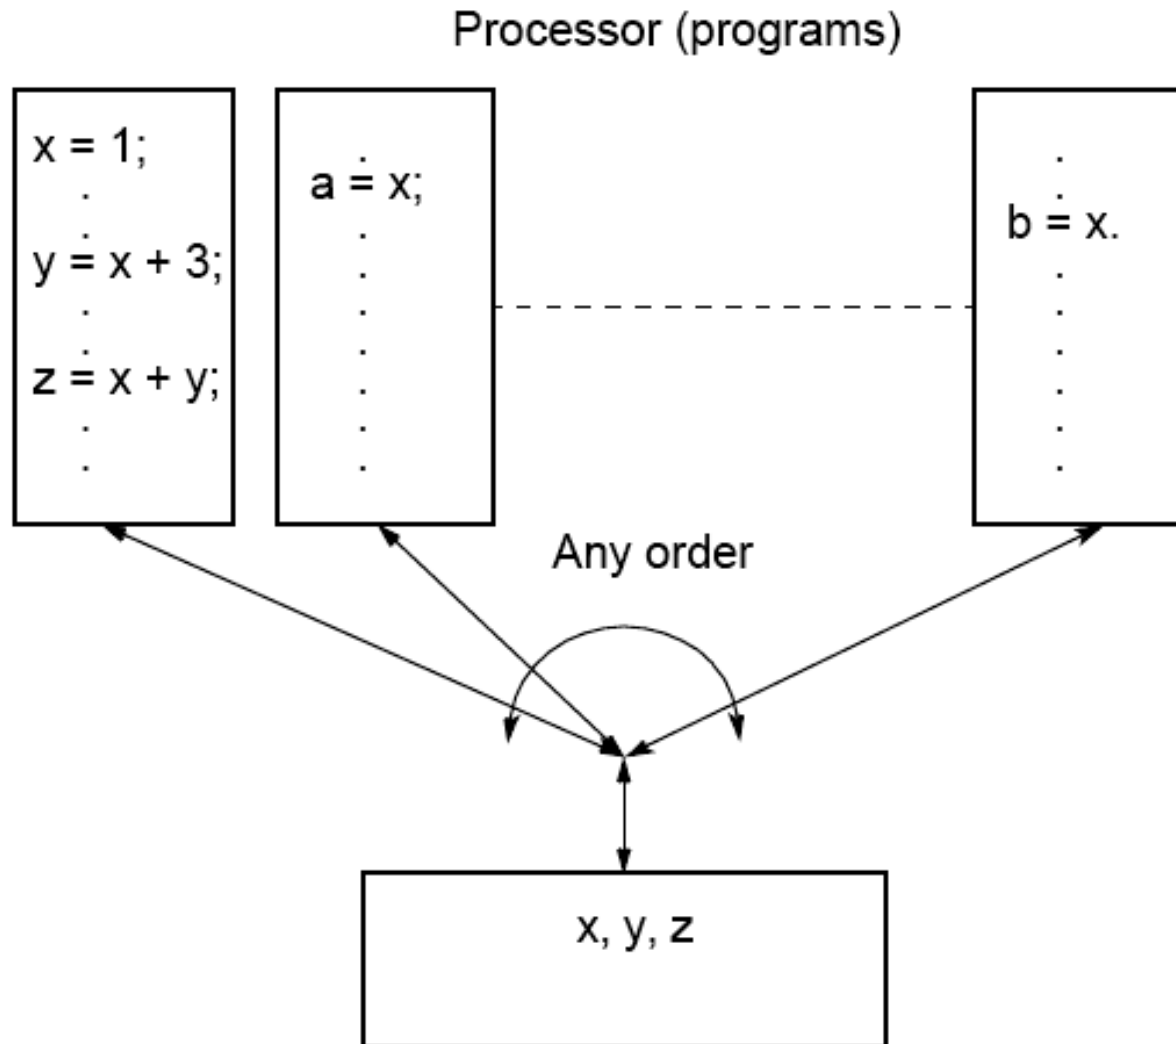 Processor (programs)
x = 1;
.
.
y = x + 3;
.
.
z = x + y;
.
.
.
a = x;
.
.
.
.
.
.
.
.
.
b = x.
.
.
.
.
.
.
Any order
x, y, z